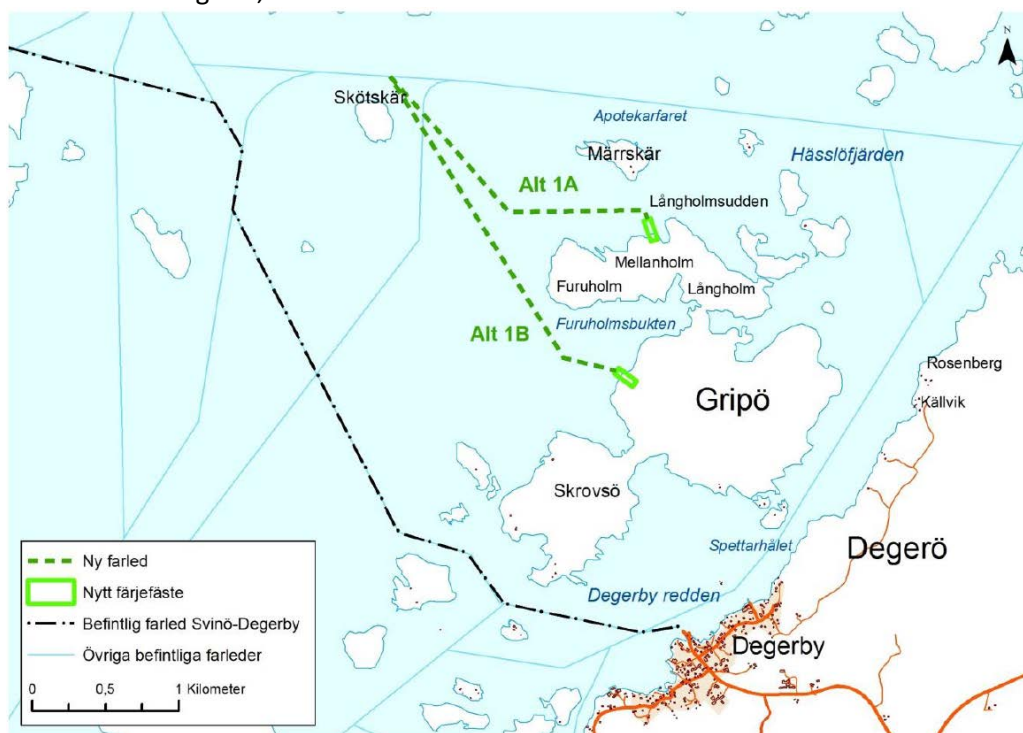 N
Skötskär
Apotekarfaret
Märrskär
Hässlöfjärden
Alt 1A
Långholmsudden
Mellanholm
Furuholm
Långholm
Alt 1B
Furuholmsbukten
Rosenberg
Gripö
Källvik
Skrovsö
Spettarhålet
Degerö
Degerby redden
Degerby
Ny farled
Nytt färjefäste
Befintlig farled Svinö-Degerby
Övriga befintliga farleder
0 0,5 1 Kilometer